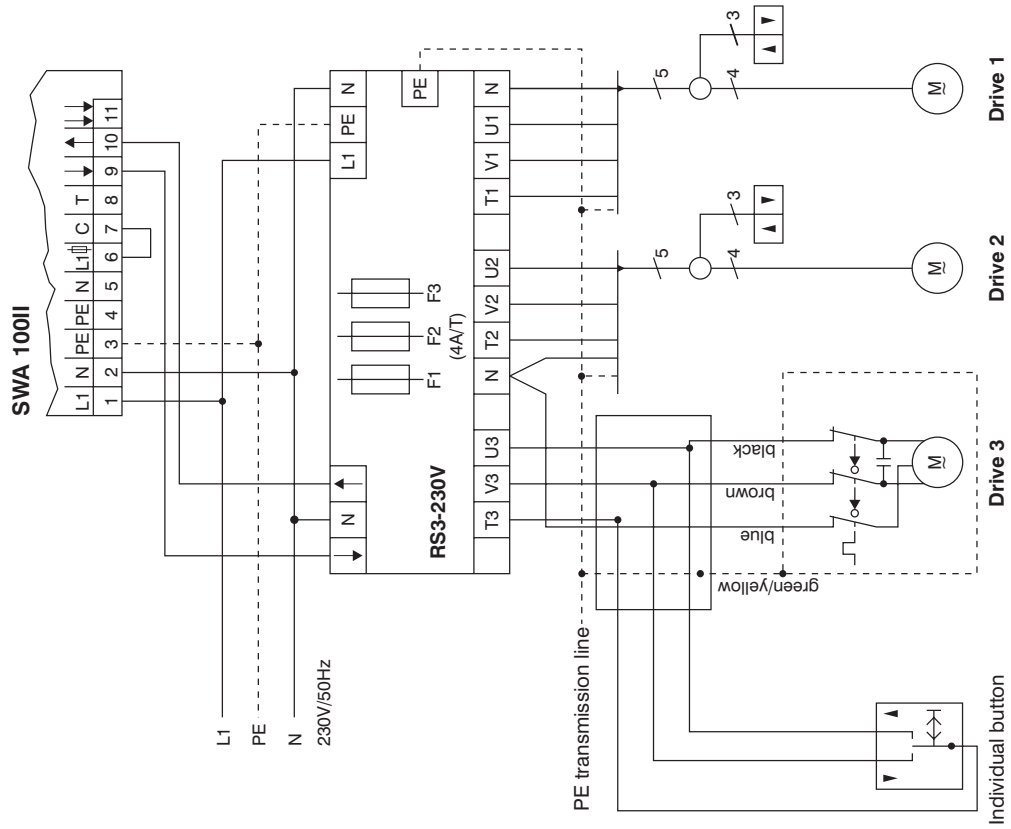 SWA 100II
L1 N PE PE N L1 C T
1 2 3 4 5 6 7 8 9 10 11
L1
PE
N
230V/50Hz
N
L1 PE N
PE
RS3-230V
F1 F2 F3
(4A/T)
T3 V3 U3 N T2 V2 U2 T1 V1 U1 N
PE transmission line
green/yellow
blue
brown
black
5
3
4
5
3
4
M~
M~
M~
Individual button
Drive 3
Drive 2
Drive 1